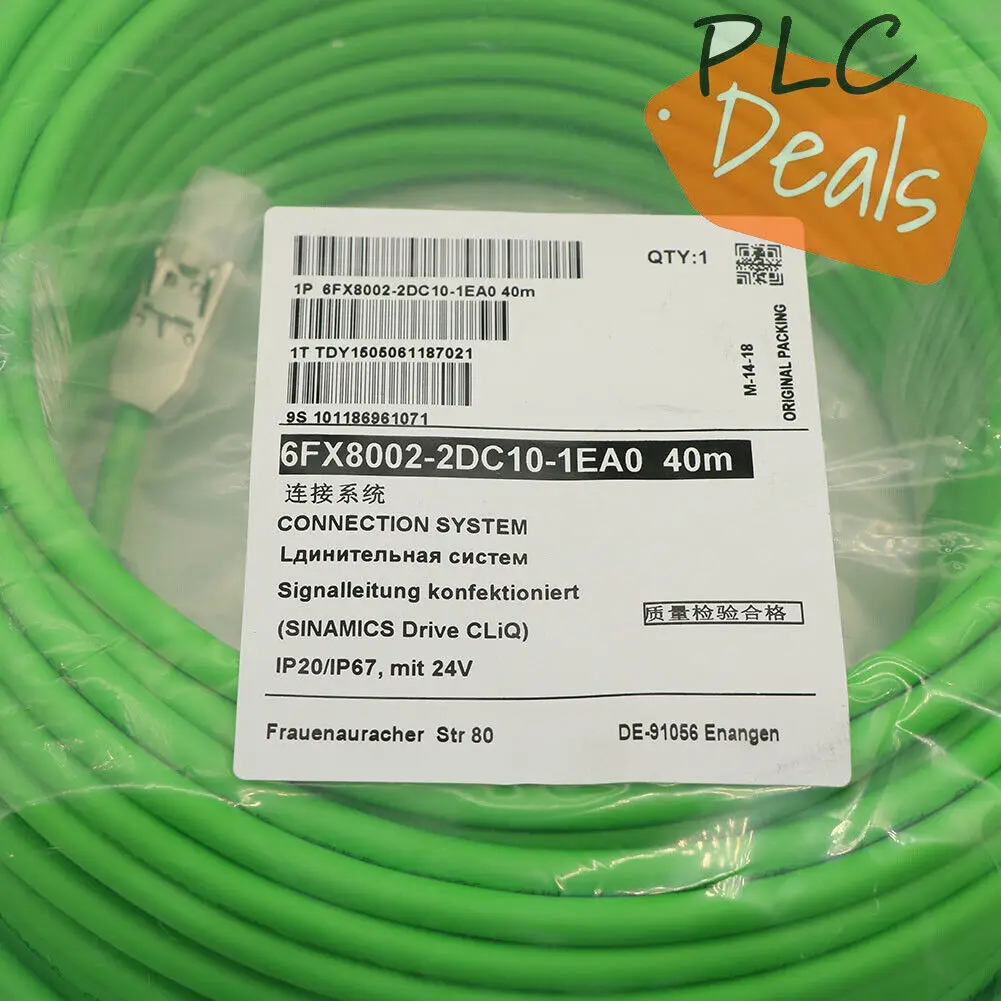 PLC
Deals
QTY:1
1P 6FX8002-2DC10-1EA0 40m
1T TDY1505061187021
9S 101186961071
M-14-18
ORIGINAL PACKING
6FX8002-2DC10-1EA0 40m
连接系统
CONNECTION SYSTEM
Lдинительная систем
Signalleitung konfektioniert
(SINAMICS Drive CLiQ)
质量检验合格
IP20/IP67, mit 24V
Frauenauracher Str 80
DE-91056 Enangen